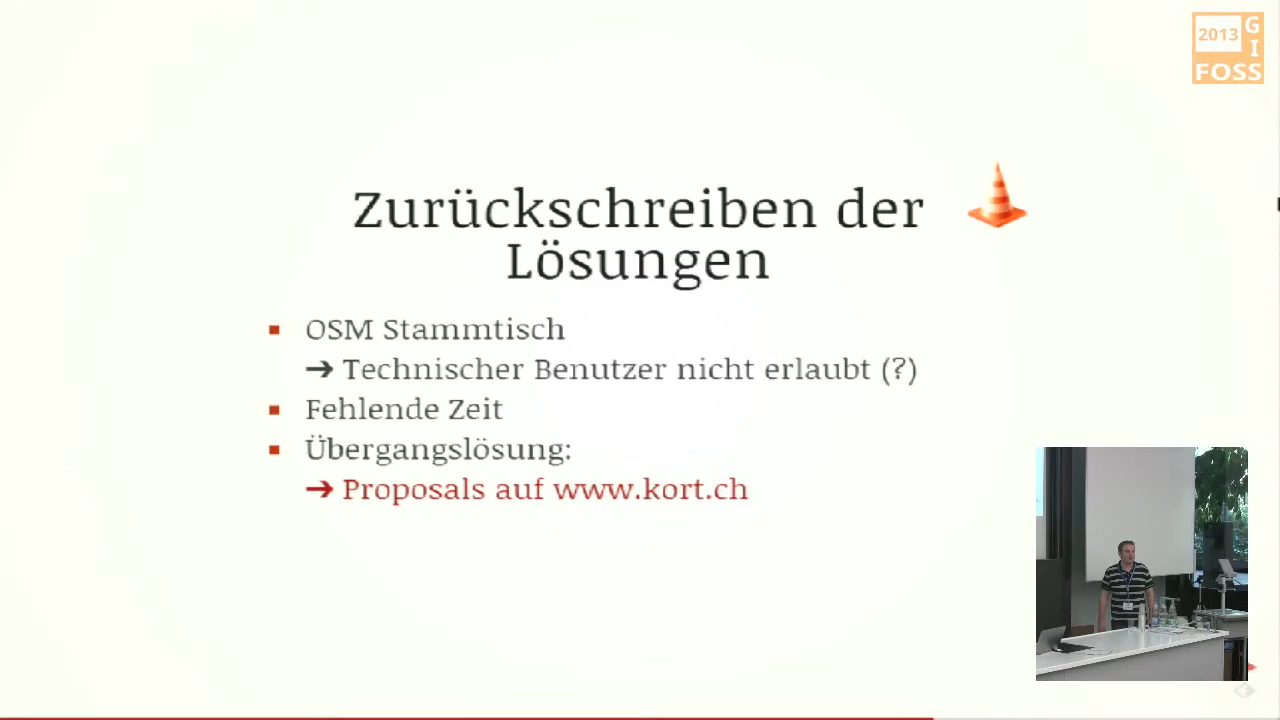 2013
G
I
FOSS
Zurückschreiben der
Lösungen
▪ OSM Stammtisch
➔ Technischer Benutzer nicht erlaubt (?)
▪ Fehlende Zeit
▪ Übergangslösung:
➔ Proposals auf www.kort.ch